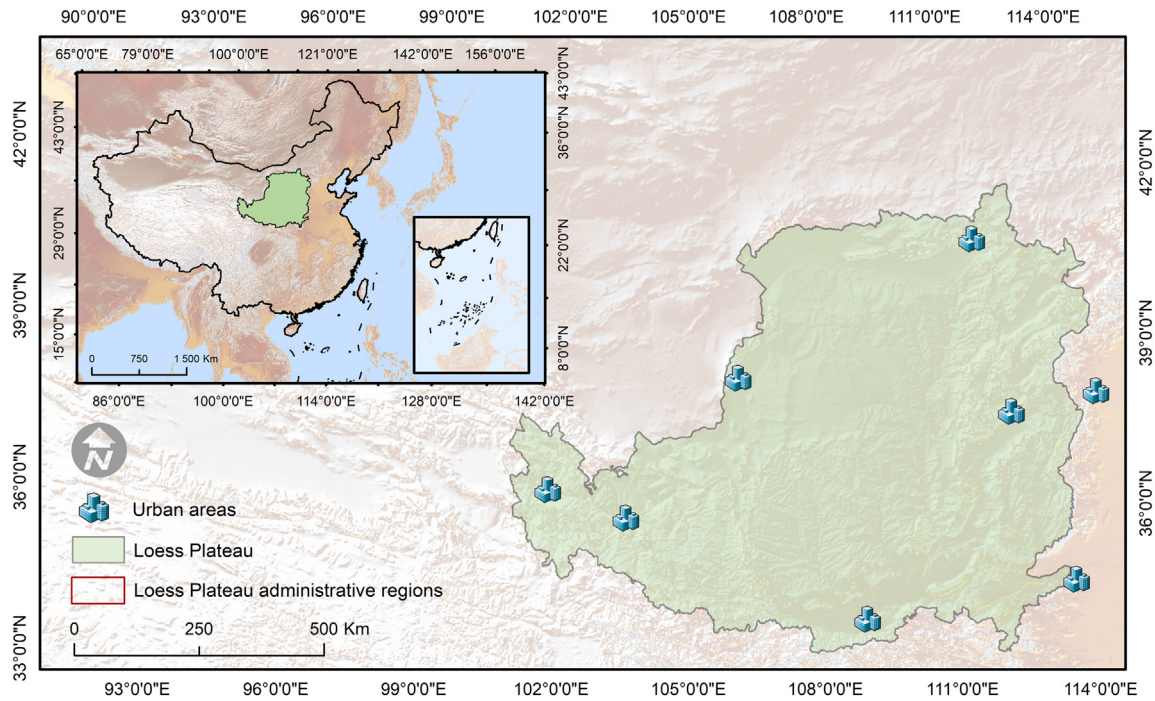 90°0'0"E 93°0'0"E 96°0'0"E 99°0'0"E 102°0'0"E 105°0'0"E 108°0'0"E 111°0'0"E 114°0'0"E
65°0'0"E 79°0'0"E 100°0'0"E 121°0'0"E 142°0'0"E 156°0'0"E
42°0'0"N
39°0'0"N
36°0'0"N
33°0'0"N
43°0'0"N
29°0'0"N
15°0'0"N
43°0'0"N
36°0'0"N
22°0'0"N
8°0'0"N
42°0'0"N
39°0'0"N
36°0'0"N
0 750 1 500 Km
86°0'0"E 100°0'0"E 114°0'0"E 128°0'0"E 142°0'0"E
N
Urban areas
Loess Plateau
Loess Plateau administrative regions
0 250 500 Km
93°0'0"E 96°0'0"E 99°0'0"E 102°0'0"E 105°0'0"E 108°0'0"E 111°0'0"E 114°0'0"E